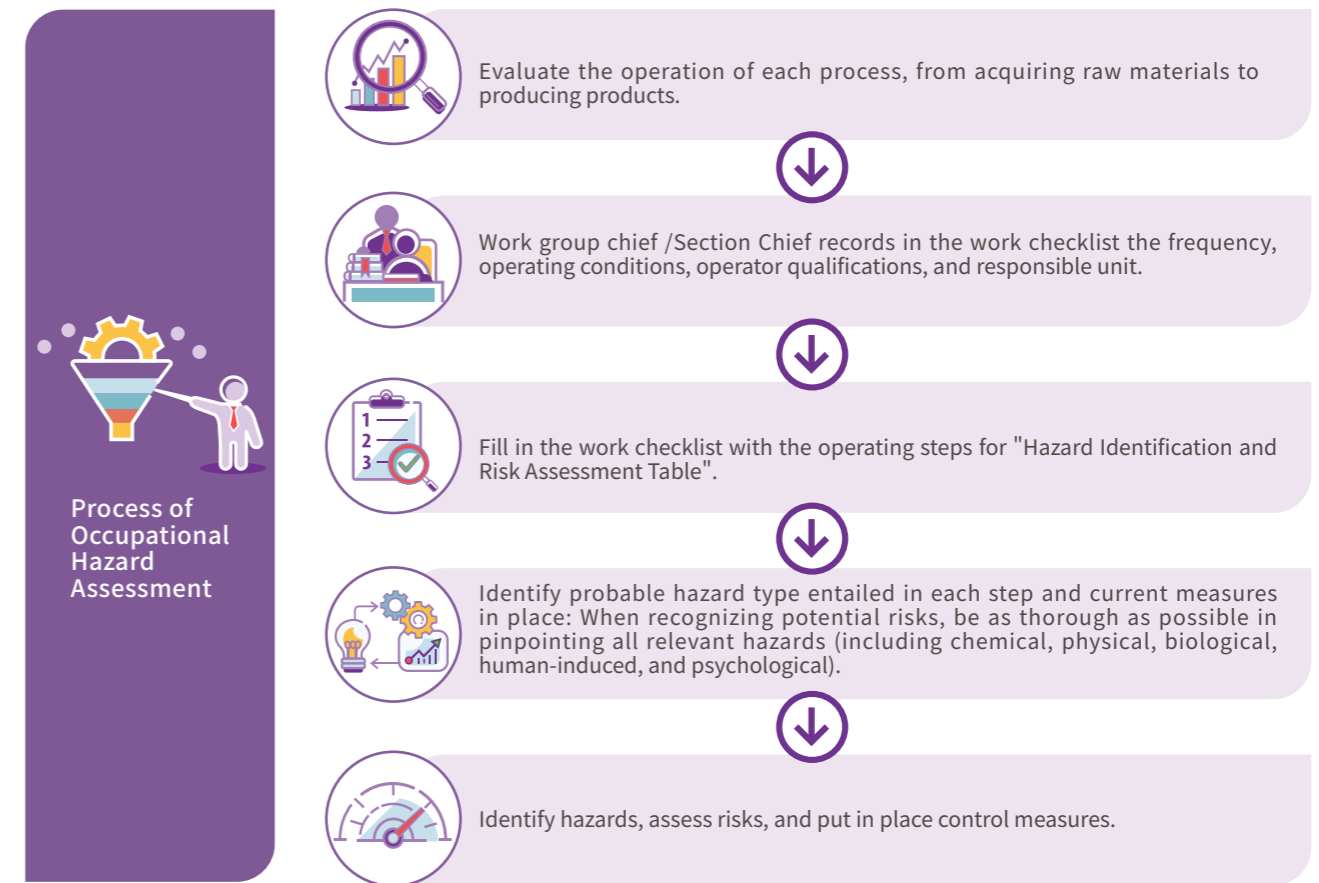 Process of
Occupational
Hazard
Assessment
Evaluate the operation of each process, from acquiring raw materials to
producing products.
Work group chief /Section Chief records in the work checklist the frequency,
operating conditions, operator qualifications, and responsible unit.
1
2
3
Fill in the work checklist with the operating steps for "Hazard Identification and
Risk Assessment Table".
Identify probable hazard type entailed in each step and current measures
in place: When recognizing potential risks, be as thorough as possible in
pinpointing all relevant hazards (including chemical, physical, biological,
human-induced, and psychological).
Identify hazards, assess risks, and put in place control measures.